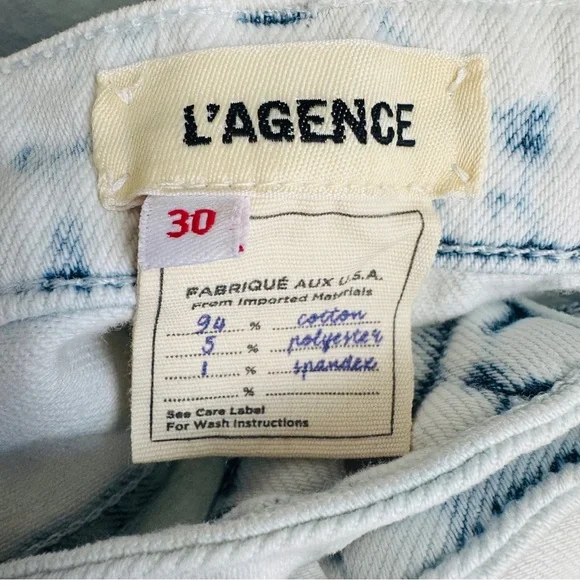 L'AGENCE
30
FABRIQUÉ AUX U.S.A.
From Imported Materials
94 % cotton
5 % polyester
1 % spandex
%
See Care Label
For Wash Instructions